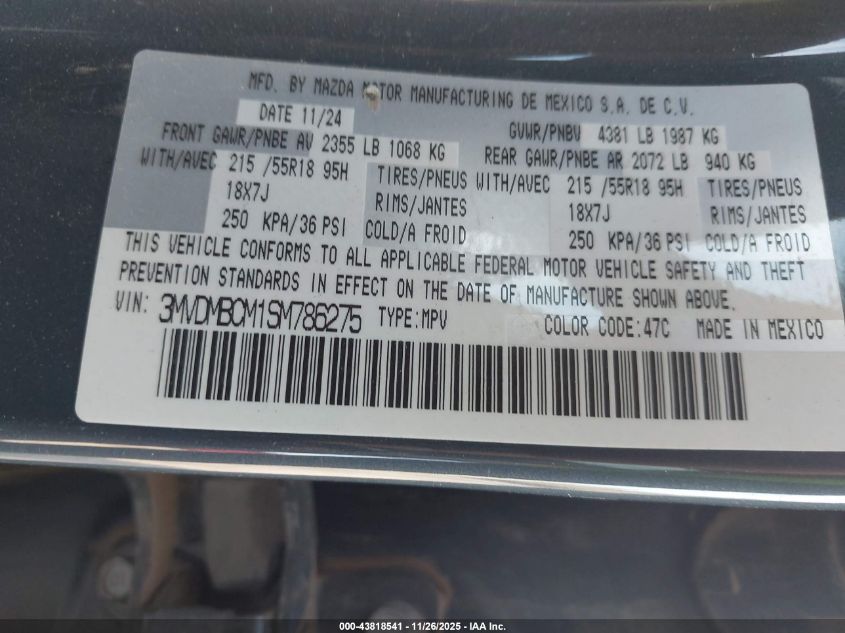 MFD. BY MAZDA MOTOR MANUFACTURING DE MEXICO S.A. DE C.V.
DATE 11/24 GVWR/PNBV 4381 LB 1987 KG
FRONT GAWR/PNBE AV 2355 LB 1068 KG REAR GAWR/PNBE AR 2072 LB 940 KG
WITH/AVEC 215 /55R18 95H TIRES/PNEUS WITH/AVEC 215 /55R18 95H TIRES/PNEUS
18X7J RIMS/JANTES 18X7J RIMS/JANTES
250 KPA/36 PSI COLD/A FROID 250 KPA/36 PSI COLD/A FROID
THIS VEHICLE CONFORMS TO ALL APPLICABLE FEDERAL MOTOR VEHICLE SAFETY AND THEFT
PREVENTION STANDARDS IN EFFECT ON THE DATE OF MANUFACTURE SHOWN ABOVE.
VIN: 3MVDMBCM1SM786275 TYPE:MPV COLOR CODE:47C MADE IN MEXICO
000-43818541 - 11/26/2025 - IAA Inc.